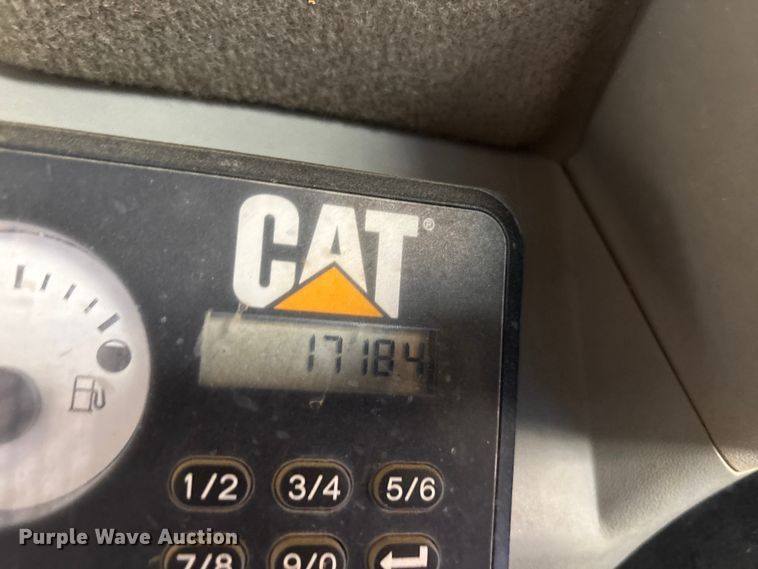 CAT®
17184
1/2 3/4 5/6
7/8 9/0
Purple Wave Auction